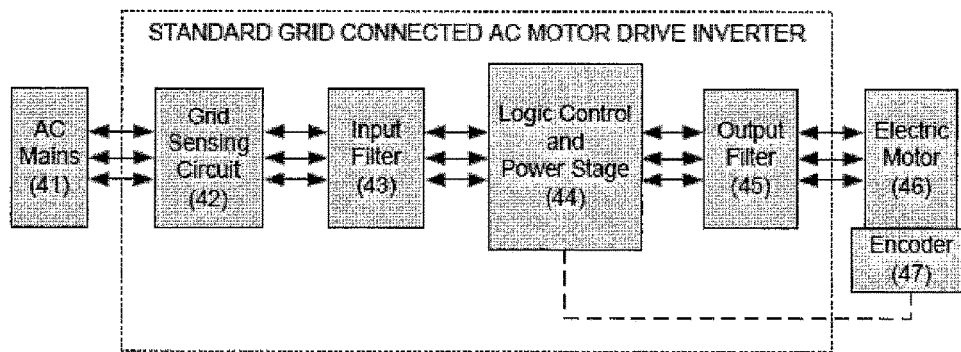 STANDARD GRID CONNECTED AC MOTOR DRIVE INVERTER
AC
Mains
(41)
Grid
Sensing
Circuit
(42)
Input
Filter
(43)
Logic Control
and
Power Stage
(44)
Output
Filter
(45)
Electric
Motor
(46)
Encoder
(47)